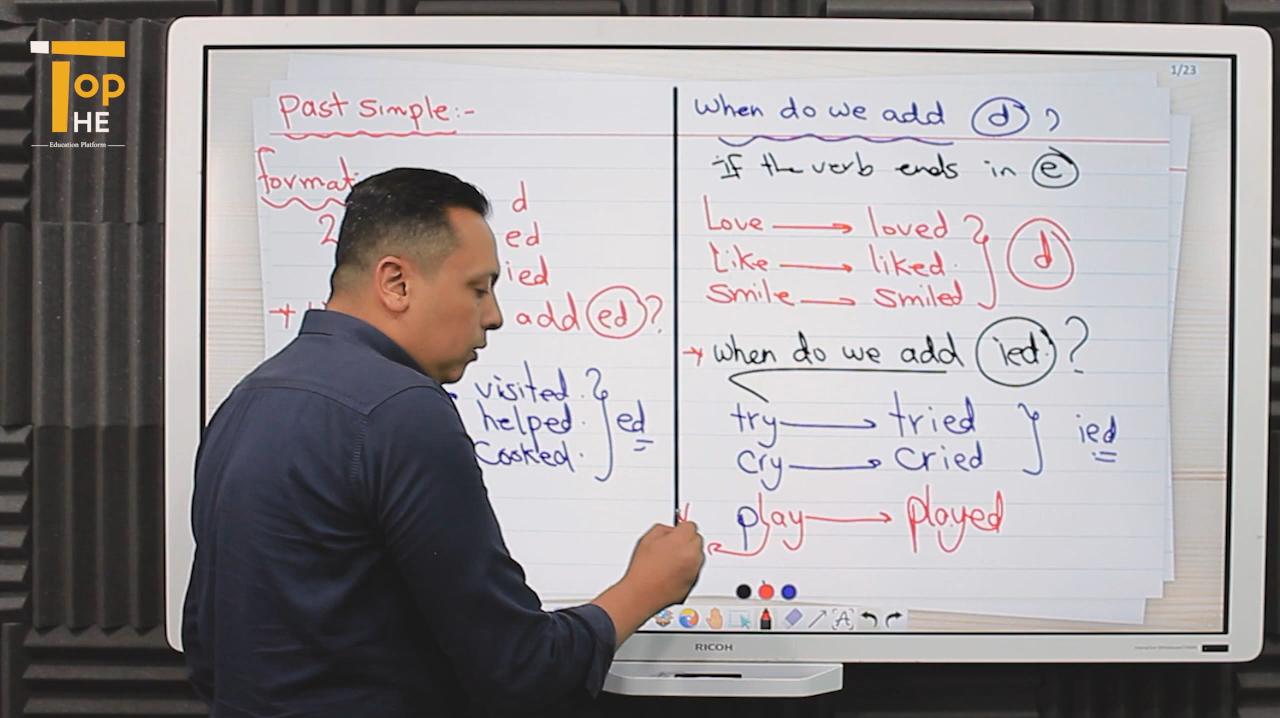 TOP
THE
Education Platform
1/23
Past Simple:-
d
2 ed
ied
add ed?
visited.
helped. ed
Cooked.
When do we add d?
If the verb ends in e
Love loved
Like liked. d
Smile smiled
When do we add ied.?
try tried
cry cried ied
play played
RICOH